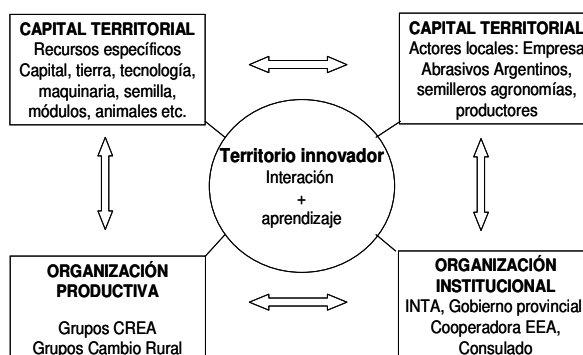 CAPITAL TERRITORIAL
Recursos específicos
Capital, tierra, tecnología,
maquinaria, semilla,
módulos, animales etc.
CAPITAL TERRITORIAL
Actores locales: Empresa
Abrasivos Argentinos,
semilleros agronomías,
productores
Territorio innovador
Interación
+
aprendizaje
ORGANIZACIÓN
PRODUCTIVA
Grupos CREA
Grupos Cambio Rural
ORGANIZACIÓN
INSTITUCIONAL
INTA, Gobierno provincial
Cooperadora EEA,
Consulado